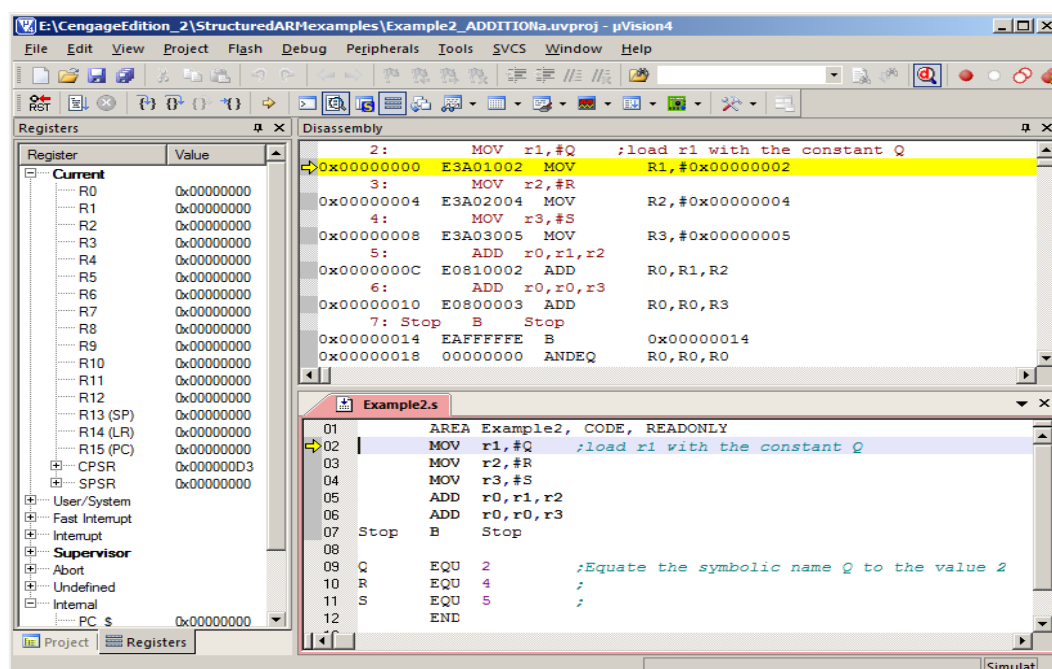 E:\CengageEdition_2\StructuredARMexamples\Example2_ADDITIONa.uvproj - µVision4
File Edit View Project Flash Debug Peripherals Tools SVCS Window Help
RST
Registers
Register Value
Current
R0 0x00000000
R1 0x00000000
R2 0x00000000
R3 0x00000000
R4 0x00000000
R5 0x00000000
R6 0x00000000
R7 0x00000000
R8 0x00000000
R9 0x00000000
R10 0x00000000
R11 0x00000000
R12 0x00000000
R13 (SP) 0x00000000
R14 (LR) 0x00000000
R15 (PC) 0x00000000
CPSR 0x000000D3
SPSR 0x00000000
User/System
Fast Interrupt
Interrupt
Supervisor
Abort
Undefined
Internal
PC $ 0x00000000
Project Registers
Disassembly
2: MOV r1,#Q ;load r1 with the constant Q
0x00000000 E3A01002 MOV R1,#0x00000002
3: MOV r2,#R
0x00000004 E3A02004 MOV R2,#0x00000004
4: MOV r3,#S
0x00000008 E3A03005 MOV R3,#0x00000005
5: ADD r0,r1,r2
0x0000000C E0810002 ADD R0,R1,R2
6: ADD r0,r0,r3
0x00000010 E0800003 ADD R0,R0,R3
7: Stop B Stop
0x00000014 EAFFFFFE B 0x00000014
0x00000018 00000000 ANDEQ R0,R0,R0
Example2.s
01 AREA Example2, CODE, READONLY
02 MOV r1,#Q ;load r1 with the constant Q
03 MOV r2,#R
04 MOV r3,#S
05 ADD r0,r1,r2
06 ADD r0,r0,r3
07 Stop B Stop
08
09 Q EQU 2 ;Equate the symbolic name Q to the value 2
10 R EQU 4 ;
11 S EQU 5 ;
12 END
Simulat